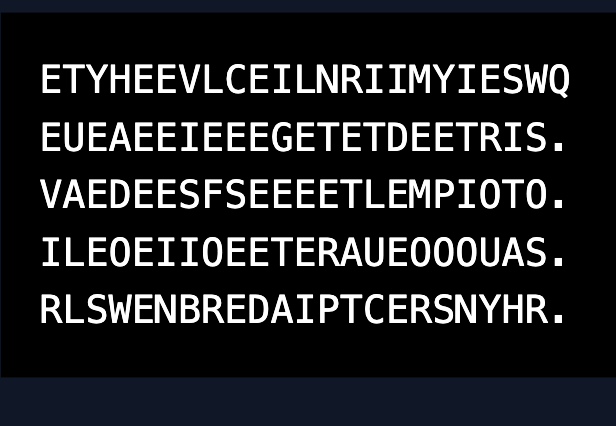 ETYHEEVLCEILNRIIMYIESWQ
EUEAEEIEEEGETETDEETRIS.
VAEDEESFSEEEETLEMPIOTO.
ILEOEIIOEETERAUEOOOUAS.
RLSWENBREDAIPTCERSNYHR.